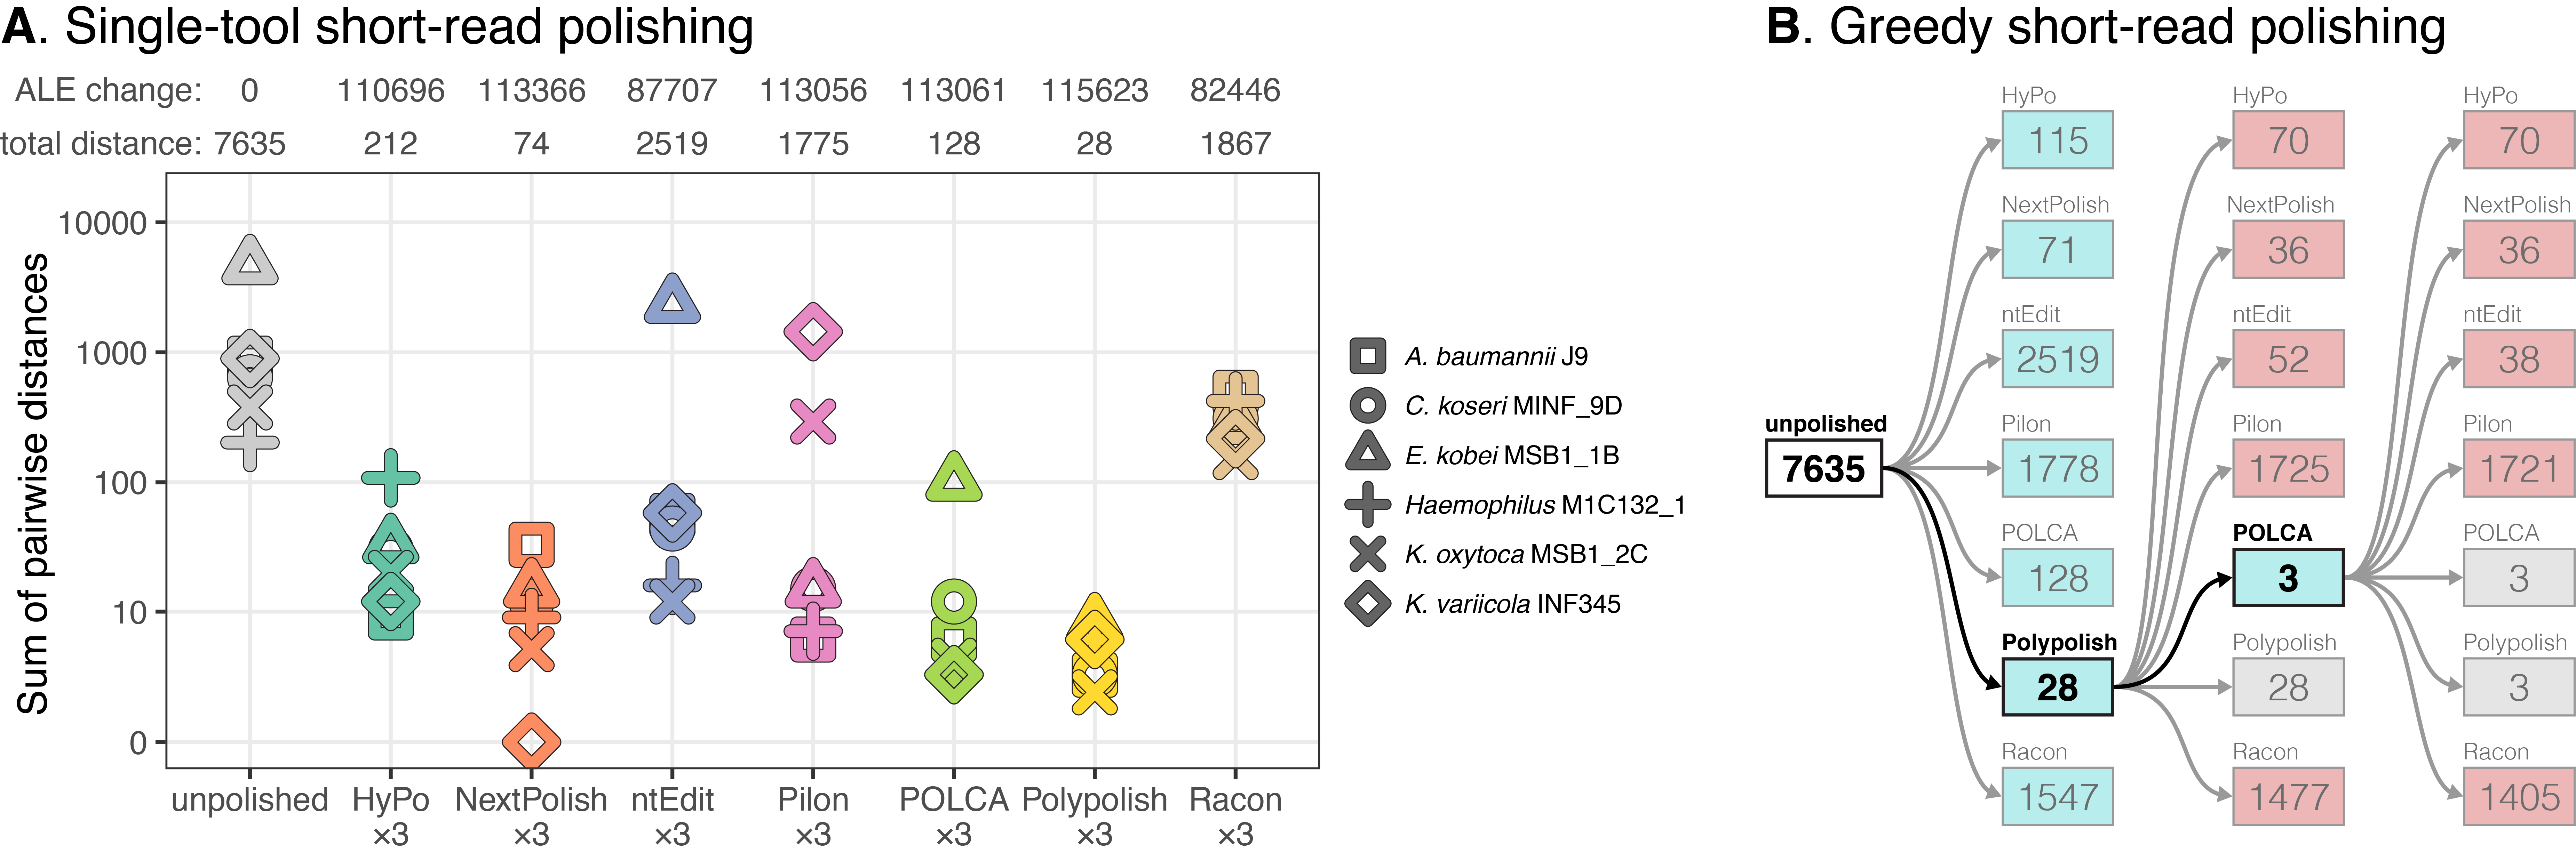 A. Single-tool short-read polishing
ALE change: 0 110696 113366 87707 113056 113061 115623 82446
total distance: 7635 212 74 2519 1775 128 28 1867
Sum of pairwise distances
10000
1000
100
10
0
unpolished HyPo NextPolish ntEdit Pilon POLCA Polypolish Racon
×3 ×3 ×3 ×3 ×3 ×3 ×3
A. baumannii J9
C. koseri MINF_9D
E. kobei MSB1_1B
Haemophilus M1C132_1
K. oxytoca MSB1_2C
K. variicola INF345
B. Greedy short-read polishing
unpolished
7635
HyPo HyPo HyPo
115 70 70
NextPolish NextPolish NextPolish
71 36 36
ntEdit ntEdit ntEdit
2519 52 38
Pilon Pilon Pilon
1778 1725 1721
POLCA POLCA POLCA
128 3 3
Polypolish Polypolish Polypolish
28 28 3
Racon Racon Racon
1547 1477 1405